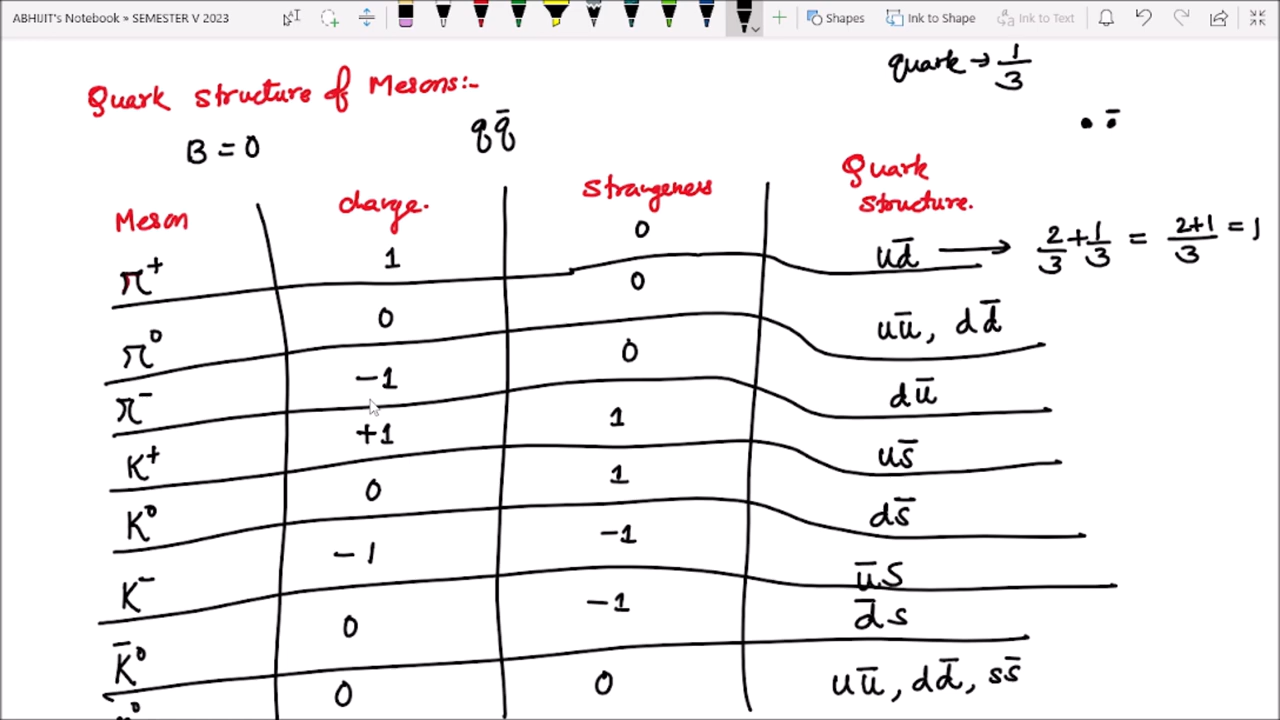 ABHIJIT's Notebook » SEMESTER V 2023
Shapes
Ink to Shape
Ink to Text
quark → 1/3
Quark structure of Mesons:-
B = 0 qq̄
Meson charge. Strangeness Quark structure.
π⁺ 1 0 ud̄ → 2/3 + 1/3 = 2+1/3 = 1
π⁰ 0 0 uū, dd̄
π⁻ -1 0 dū
K⁺ +1 1 us̄
K⁰ 0 1 ds̄
K⁻ -1 -1 ūs
K̄⁰ 0 -1 d̄s
0 0 uū, dd̄, ss̄